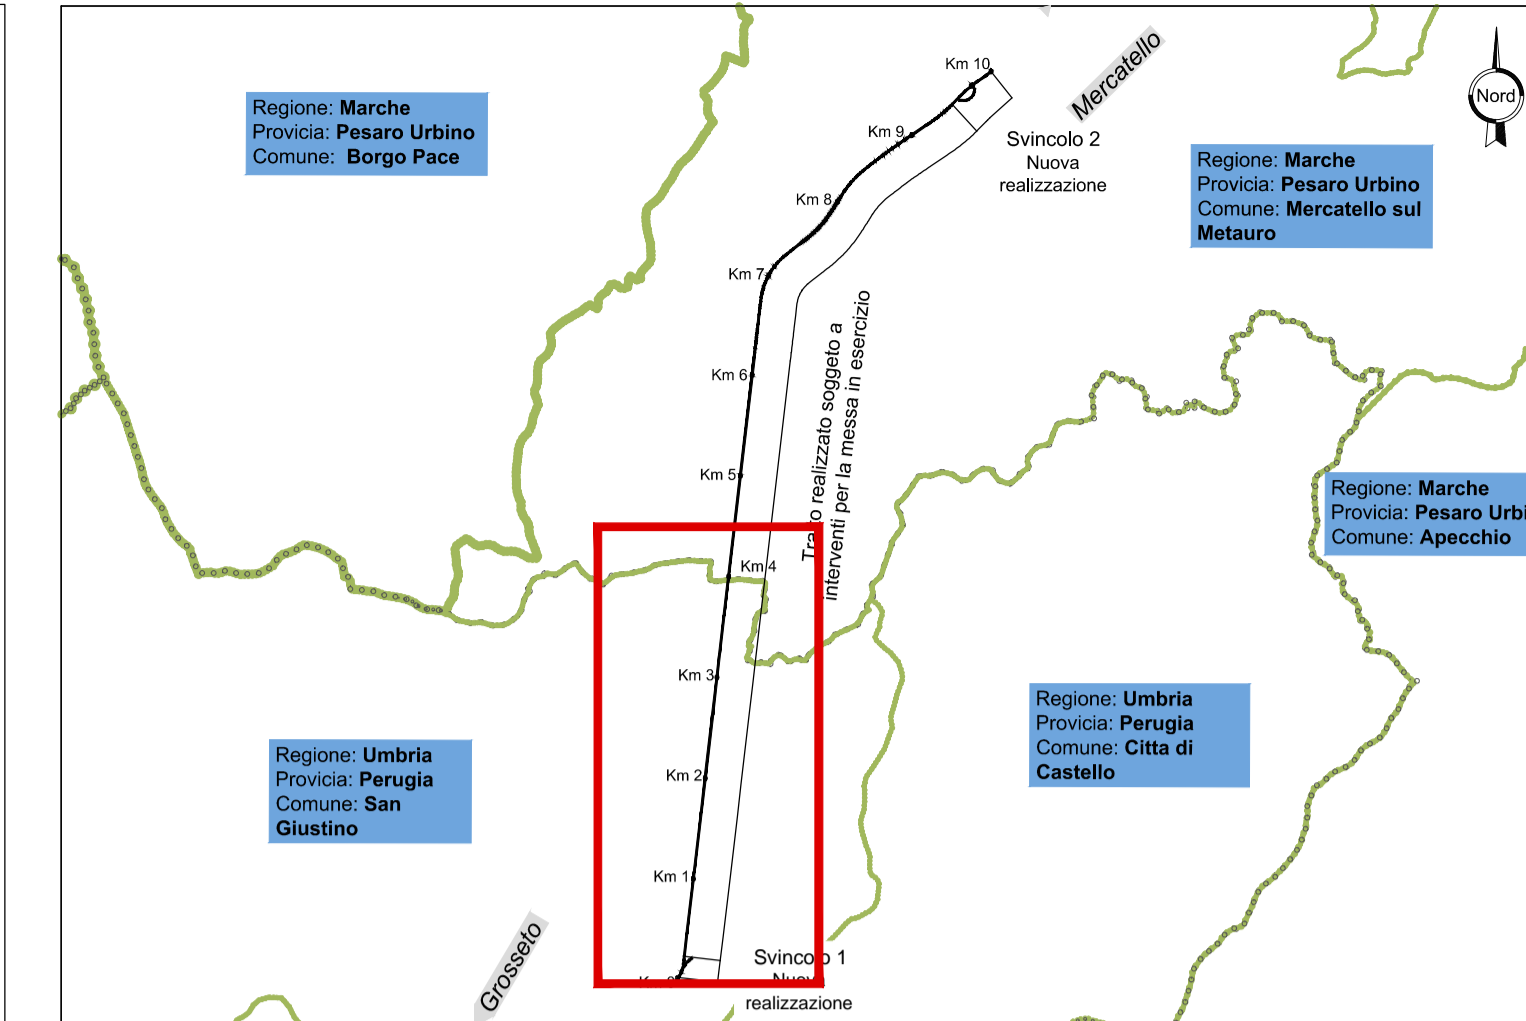 Mercatello
Km 10
Nord
Regione: Marche
Provicia: Pesaro Urbino
Comune: Borgo Pace
Km 9
Svincolo 2
Nuova
realizzazione
Regione: Marche
Provicia: Pesaro Urbino
Comune: Mercatello sul
Metauro
Km 8
Km 7
Km 6
Tratto realizzato soggeto a
interventi per la messa in esercizio
Km 5
Regione: Marche
Provicia: Pesaro Urbi
Comune: Apecchio
Km 4
Km 3
Regione: Umbria
Provicia: Perugia
Comune: Citta di
Castello
Regione: Umbria
Provicia: Perugia
Comune: San
Giustino
Km 2
Km 1
Grosseto
Svincolo 1
Nuova
realizzazione